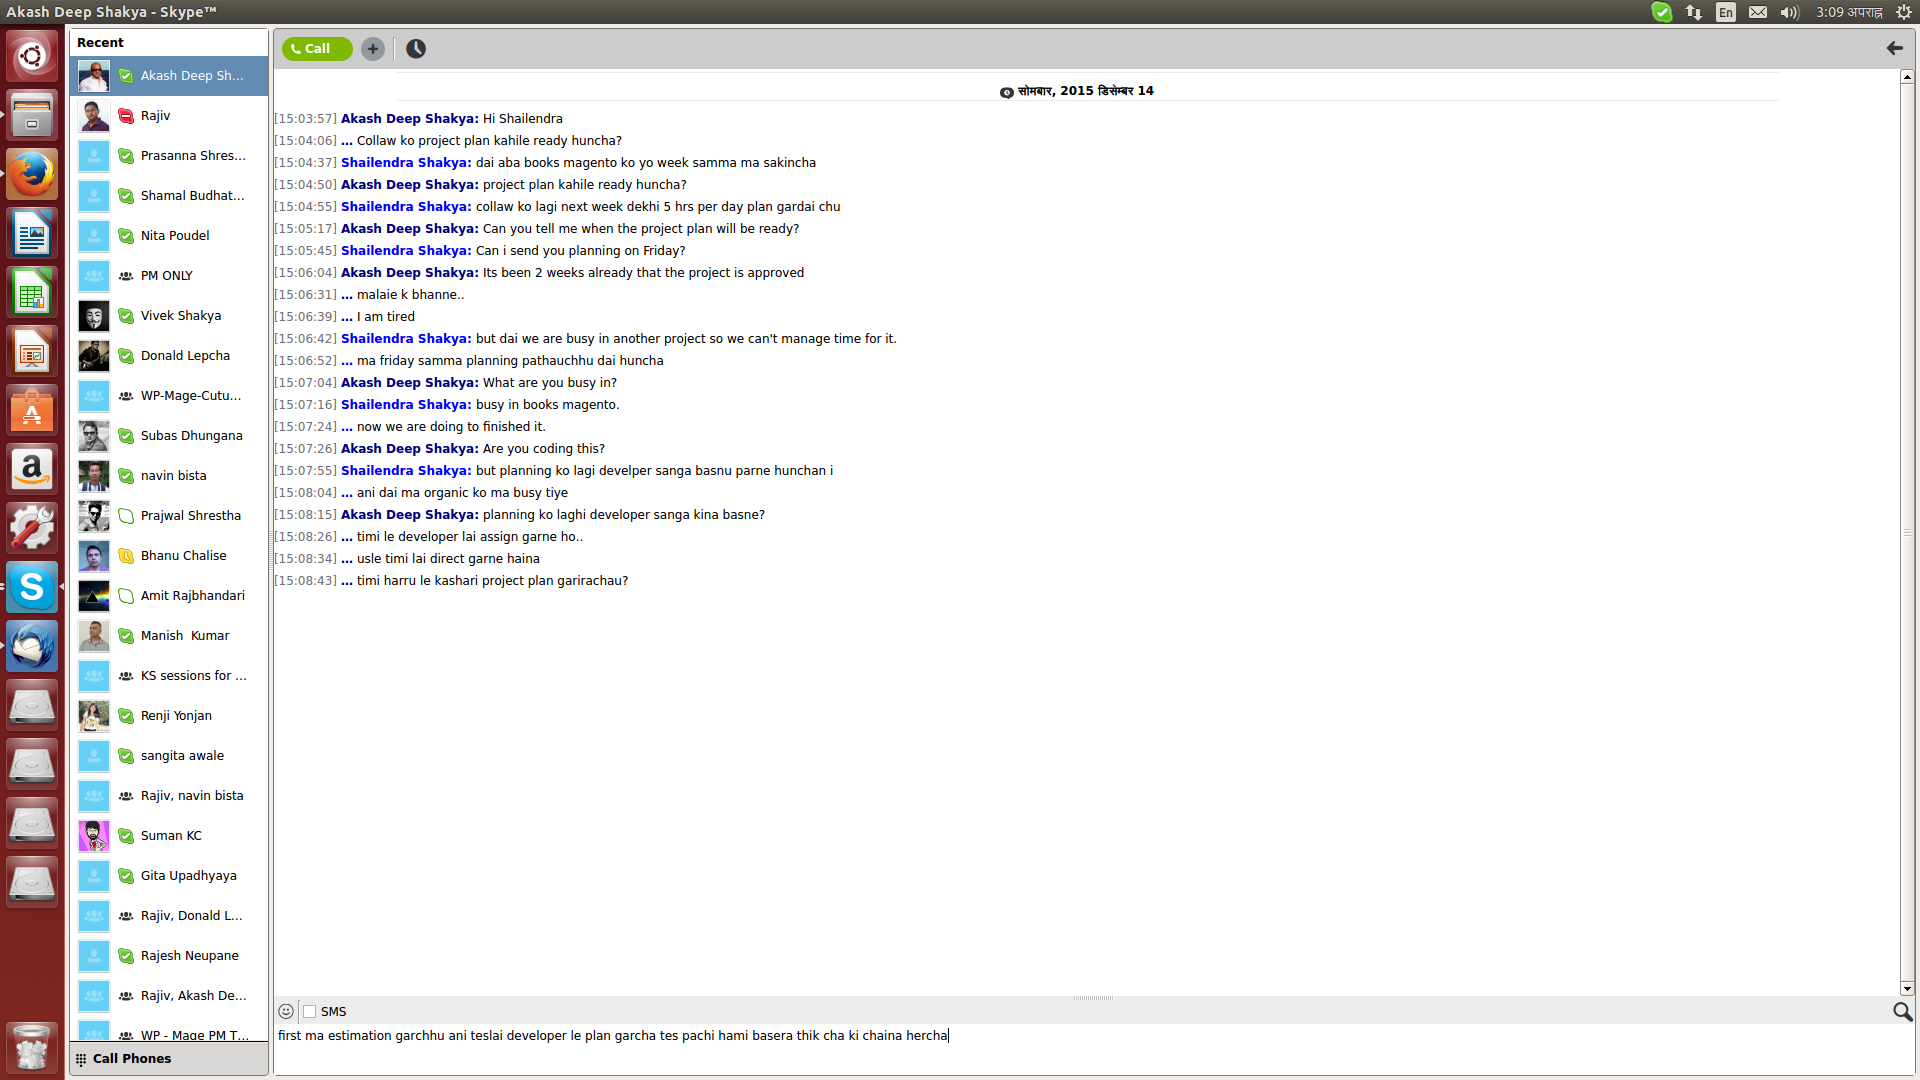 Akash Deep Shakya - Skype™
En
3:09 अपराह्न
Recent
Akash Deep Sh...
Rajiv
Prasanna Shres...
Shamal Budhat...
Nita Poudel
PM ONLY
Vivek Shakya
Donald Lepcha
WP-Mage-Cutu...
Subas Dhungana
navin bista
Prajwal Shrestha
Bhanu Chalise
Amit Rajbhandari
Manish  Kumar
KS sessions for ...
Renji Yonjan
sangita awale
Rajiv, navin bista
Suman KC
Gita Upadhyaya
Rajiv, Donald L...
Rajesh Neupane
Rajiv, Akash De...
WP - Mage PM T...
Call Phones
Call
सोमबार, 2015 डिसेम्बर 14
[15:03:57] Akash Deep Shakya: Hi Shailendra
[15:04:06] ... Collaw ko project plan kahile ready huncha?
[15:04:37] Shailendra Shakya: dai aba books magento ko yo week samma ma sakincha
[15:04:50] Akash Deep Shakya: project plan kahile ready huncha?
[15:04:55] Shailendra Shakya: collaw ko lagi next week dekhi 5 hrs per day plan gardai chu
[15:05:17] Akash Deep Shakya: Can you tell me when the project plan will be ready?
[15:05:45] Shailendra Shakya: Can i send you planning on Friday?
[15:06:04] Akash Deep Shakya: Its been 2 weeks already that the project is approved
[15:06:31] ... malaie k bhanne..
[15:06:39] ... I am tired
[15:06:42] Shailendra Shakya: but dai we are busy in another project so we can't manage time for it.
[15:06:52] ... ma friday samma planning pathauchhu dai huncha
[15:07:04] Akash Deep Shakya: What are you busy in?
[15:07:16] Shailendra Shakya: busy in books magento.
[15:07:24] ... now we are doing to finished it.
[15:07:26] Akash Deep Shakya: Are you coding this?
[15:07:55] Shailendra Shakya: but planning ko lagi develper sanga basnu parne hunchan i
[15:08:04] ... ani dai ma organic ko ma busy tiye
[15:08:15] Akash Deep Shakya: planning ko laghi developer sanga kina basne?
[15:08:26] ... timi le developer lai assign garne ho..
[15:08:34] ... usle timi lai direct garne haina
[15:08:43] ... timi harru le kashari project plan garirachau?
SMS
first ma estimation garchhu ani teslai developer le plan garcha tes pachi hami basera thik cha ki chaina hercha